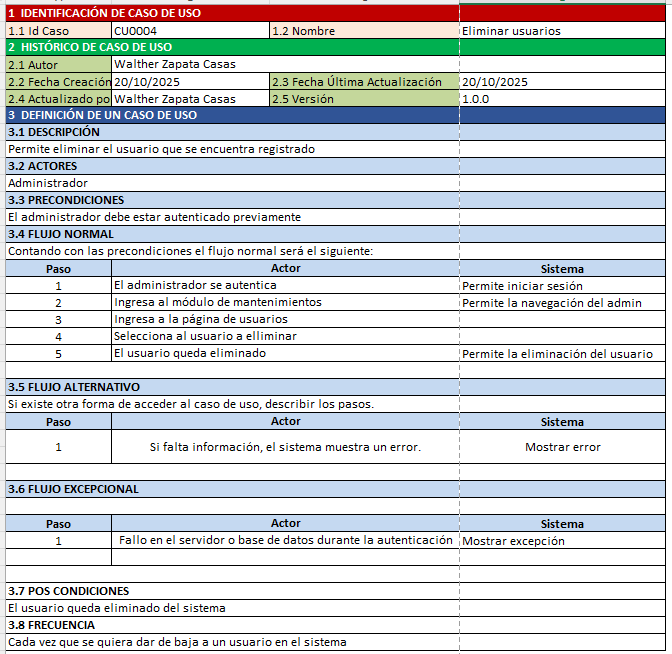 1 IDENTIFICACIÓN DE CASO DE USO
1.1 Id Caso CU0004 1.2 Nombre Eliminar usuarios
2 HISTÓRICO DE CASO DE USO
2.1 Autor Walther Zapata Casas
2.2 Fecha Creación 20/10/2025 2.3 Fecha Última Actualización 20/10/2025
2.4 Actualizado po Walther Zapata Casas 2.5 Versión 1.0.0
3 DEFINICIÓN DE UN CASO DE USO
3.1 DESCRIPCIÓN
Permite eliminar el usuario que se encuentra registrado
3.2 ACTORES
Administrador
3.3 PRECONDICIONES
El administrador debe estar autenticado previamente
3.4 FLUJO NORMAL
Contando con las precondiciones el flujo normal será el siguiente:
Paso Actor Sistema
1 El administrador se autentica Permite iniciar sesión
2 Ingresa al módulo de mantenimientos Permite la navegación del admin
3 Ingresa a la página de usuarios
4 Selecciona al usuario a elliminar
5 El usuario queda eliminado Permite la eliminación del usuario
3.5 FLUJO ALTERNATIVO
Si existe otra forma de acceder al caso de uso, describir los pasos.
Paso Actor Sistema
1 Si falta información, el sistema muestra un error. Mostrar error
3.6 FLUJO EXCEPCIONAL
Paso Actor Sistema
1 Fallo en el servidor o base de datos durante la autenticación Mostrar excepción
3.7 POS CONDICIONES
El usuario queda eliminado del sistema
3.8 FRECUENCIA
Cada vez que se quiera dar de baja a un usuario en el sistema